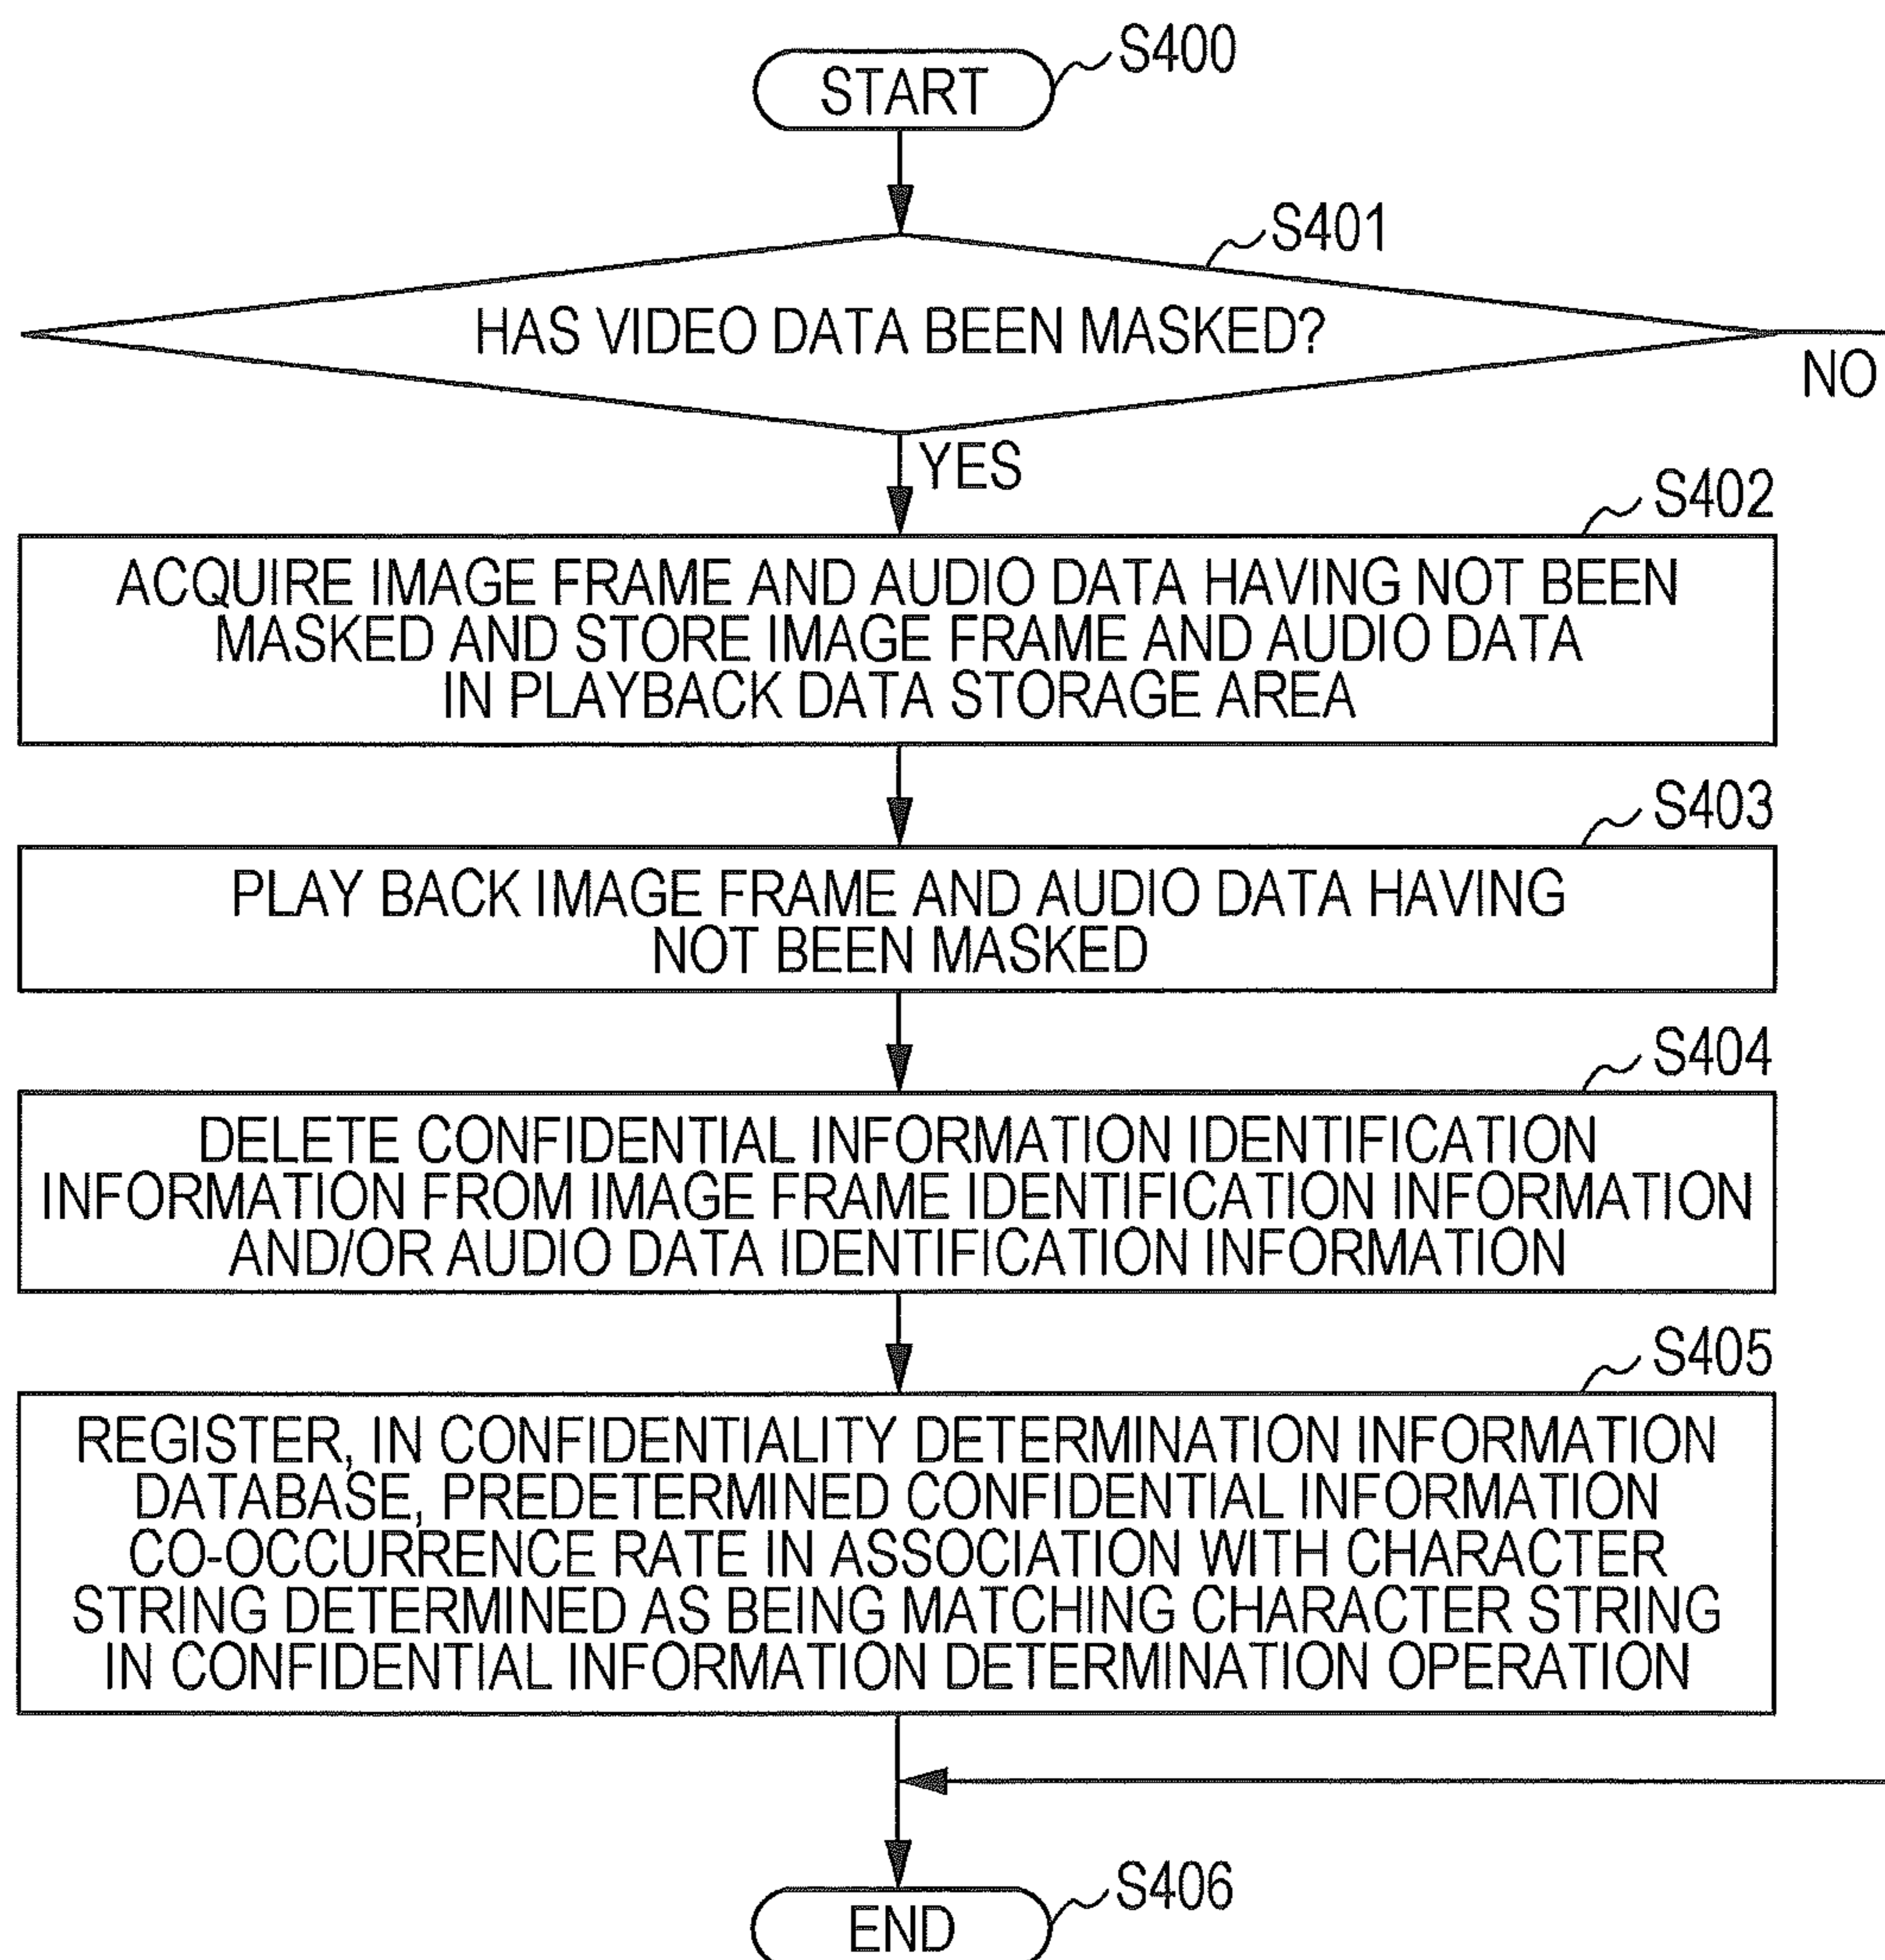 S400
START
S401
HAS VIDEO DATA BEEN MASKED?
NO
YES
S402
ACQUIRE IMAGE FRAME AND AUDIO DATA HAVING NOT BEEN
MASKED AND STORE IMAGE FRAME AND AUDIO DATA
IN PLAYBACK DATA STORAGE AREA
S403
PLAY BACK IMAGE FRAME AND AUDIO DATA HAVING
NOT BEEN MASKED
S404
DELETE CONFIDENTIAL INFORMATION IDENTIFICATION
INFORMATION FROM IMAGE FRAME IDENTIFICATION INFORMATION
AND/OR AUDIO DATA IDENTIFICATION INFORMATION
S405
REGISTER, IN CONFIDENTIALITY DETERMINATION INFORMATION
DATABASE, PREDETERMINED CONFIDENTIAL INFORMATION
CO-OCCURRENCE RATE IN ASSOCIATION WITH CHARACTER
STRING DETERMINED AS BEING MATCHING CHARACTER STRING
IN CONFIDENTIAL INFORMATION DETERMINATION OPERATION
S406
END